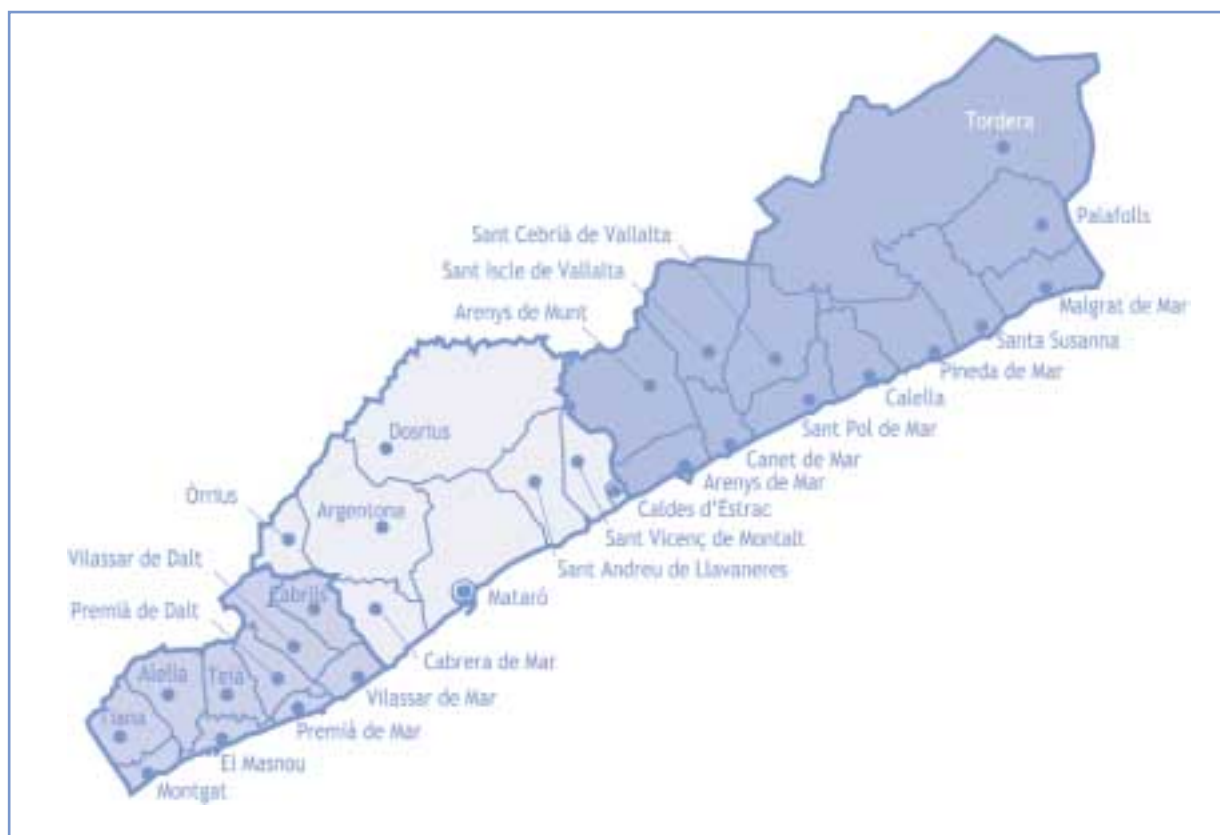 Tordera
Palafolls
Sant Cebrià de Vallalta
Sant Iscle de Vallalta
Malgrat de Mar
Arenys de Munt
Santa Susanna
Pineda de Mar
Calella
Sant Pol de Mar
Dosrius
Canet de Mar
Arenys de Mar
Òrrius
Caldes d'Estrac
Argentona
Sant Vicenç de Montalt
Vilassar de Dalt
Sant Andreu de Llavaneres
Cabrils
Mataró
Premià de Dalt
Cabrera de Mar
Alella
Teià
Vilassar de Mar
Tiana
Premià de Mar
El Masnou
Montgat